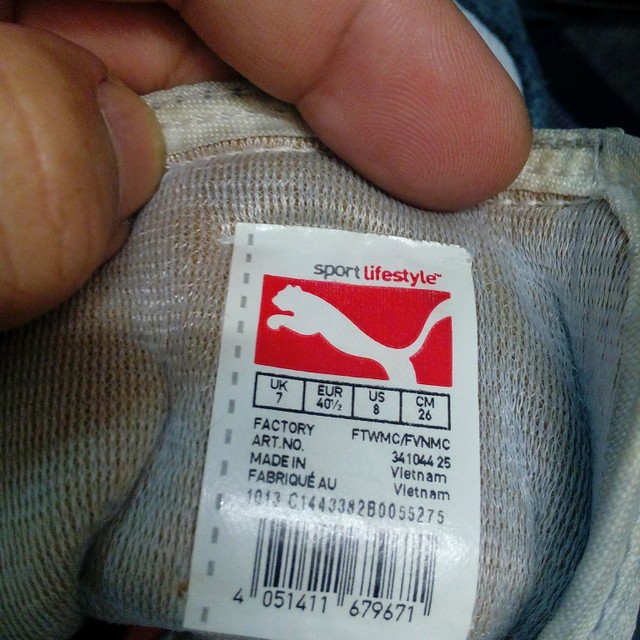 sport lifestyle™
UK EUR US CM
7 40½ 8 26
FACTORY FTWMC/FVNMC
ART.NO. 341044 25
MADE IN Vietnam
FABRIQUÉ AU Vietnam
1013 C1443382B0055275
4 051411 679671